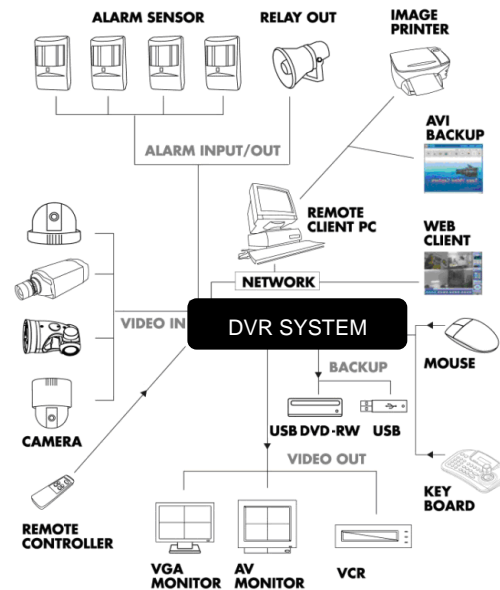 ALARM SENSOR
RELAY OUT
IMAGE
PRINTER
ALARM INPUT/OUT
AVI
BACKUP
REMOTE
CLIENT PC
WEB
CLIENT
NETWORK
VIDEO IN
DVR SYSTEM
MOUSE
BACKUP
USB DVD-RW
USB
CAMERA
VIDEO OUT
KEY
BOARD
REMOTE
CONTROLLER
VGA
MONITOR
AV
MONITOR
VCR